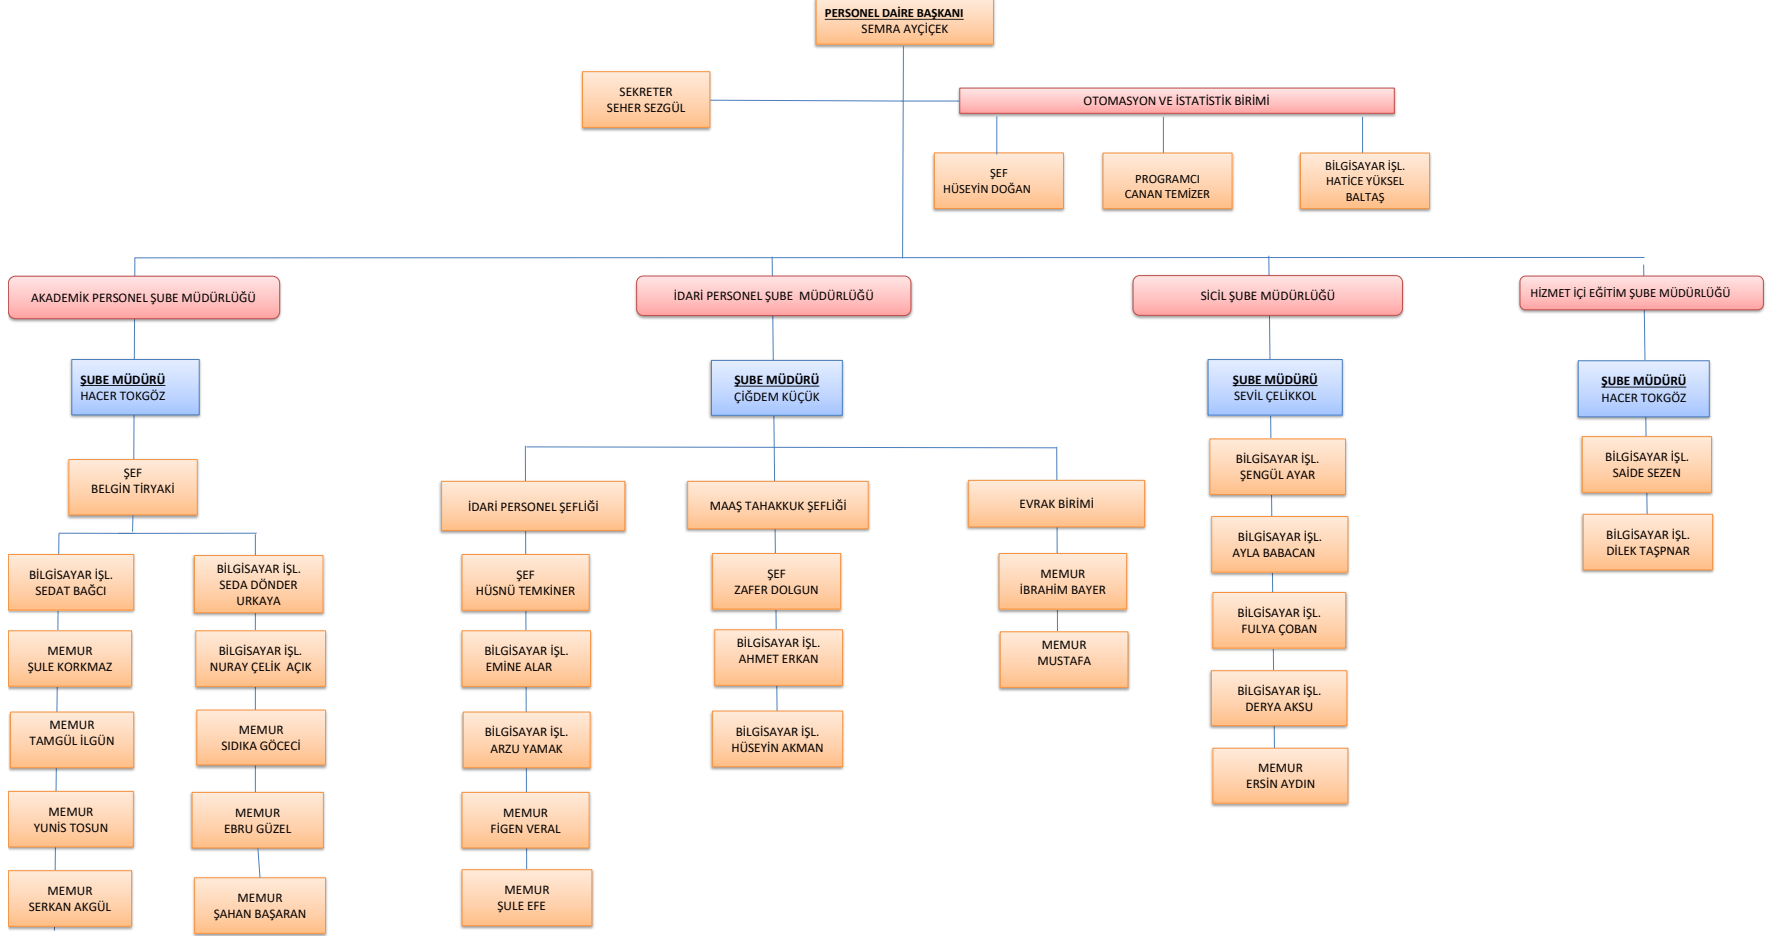 PERSONEL DAİRE BAŞKANI
SEMRA AYÇİÇEK
SEKRETER
SEHER SEZGÜL
OTOMASYON VE İSTATİSTİK BİRİMİ
ŞEF
HÜSEYİN DOĞAN
PROGRAMCI
CANAN TEMİZER
BİLGİSAYAR İŞL.
HATİCE YÜKSEL
BALTAŞ
AKADEMİK PERSONEL ŞUBE MÜDÜRLÜĞÜ
ŞUBE MÜDÜRÜ
HACER TOKGÖZ
ŞEF
BELGİN TİRYAKİ
BİLGİSAYAR İŞL.
SEDAT BAĞCI
MEMUR
ŞULE KORKMAZ
MEMUR
TAMGÜL İLGÜN
MEMUR
YUNİS TOSUN
MEMUR
SERKAN AKGÜL
BİLGİSAYAR İŞL.
SEDA DÖNDER
URKAYA
BİLGİSAYAR İŞL.
NURAY ÇELİK  AÇIK
MEMUR
SIDIKA GÖCECİ
MEMUR
EBRU GÜZEL
MEMUR
ŞAHAN BAŞARAN
İDARİ PERSONEL ŞUBE  MÜDÜRLÜĞÜ
ŞUBE MÜDÜRÜ
ÇİĞDEM KÜÇÜK
İDARİ PERSONEL ŞEFLİĞİ
ŞEF
HÜSNÜ TEMKİNER
BİLGİSAYAR İŞL.
EMİNE ALAR
BİLGİSAYAR İŞL.
ARZU YAMAK
MEMUR
FİGEN VERAL
MEMUR
ŞULE EFE
MAAŞ TAHAKKUK ŞEFLİĞİ
ŞEF
ZAFER DOLGUN
BİLGİSAYAR İŞL.
AHMET ERKAN
BİLGİSAYAR İŞL.
HÜSEYİN AKMAN
EVRAK BİRİMİ
MEMUR
İBRAHİM BAYER
MEMUR
MUSTAFA
SİCİL ŞUBE MÜDÜRLÜĞÜ
ŞUBE MÜDÜRÜ
SEVİL ÇELİKKOL
BİLGİSAYAR İŞL.
ŞENGÜL AYAR
BİLGİSAYAR İŞL.
AYLA BABACAN
BİLGİSAYAR İŞL.
FULYA ÇOBAN
BİLGİSAYAR İŞL.
DERYA AKSU
MEMUR
ERSİN AYDIN
HİZMET İÇİ EĞİTİM ŞUBE MÜDÜRLÜĞÜ
ŞUBE MÜDÜRÜ
HACER TOKGÖZ
BİLGİSAYAR İŞL.
SAİDE SEZEN
BİLGİSAYAR İŞL.
DİLEK TAŞPNAR